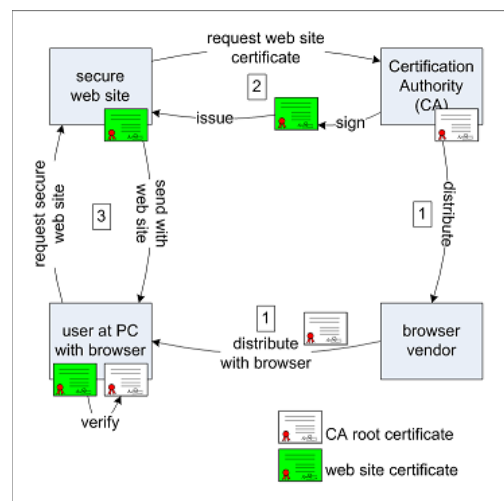 request web site
certificate
secure
web site
Certification
Authority
(CA)
2
issue
sign
request secure
web site
3
send with
web site
1
distribute
user at PC
with browser
1
distribute
with browser
browser
vendor
verify
CA root certificate
web site certificate